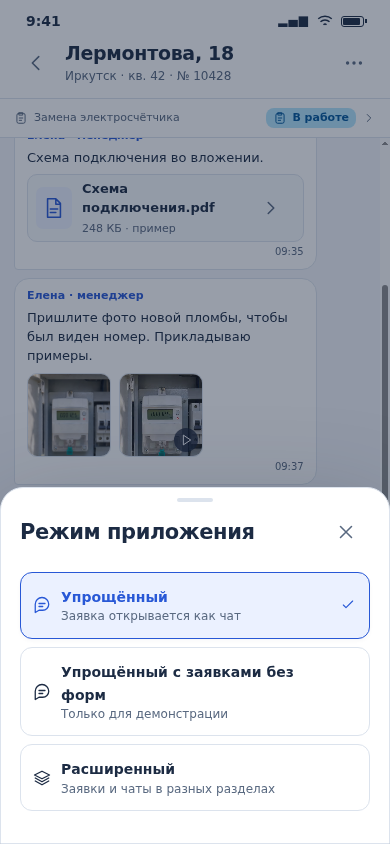 9:41
Лермонтова, 18
Иркутск · кв. 42 · № 10428
Замена электросчётчика
В работе
Елена · менеджер
Схема подключения во вложении.
Схема
подключения.pdf
248 КБ · пример
09:35
Елена · менеджер
Пришлите фото новой пломбы, чтобы
был виден номер. Прикладываю
примеры.
09:37
Режим приложения
Упрощённый
Заявка открывается как чат
Упрощённый с заявками без
форм
Только для демонстрации
Расширенный
Заявки и чаты в разных разделах